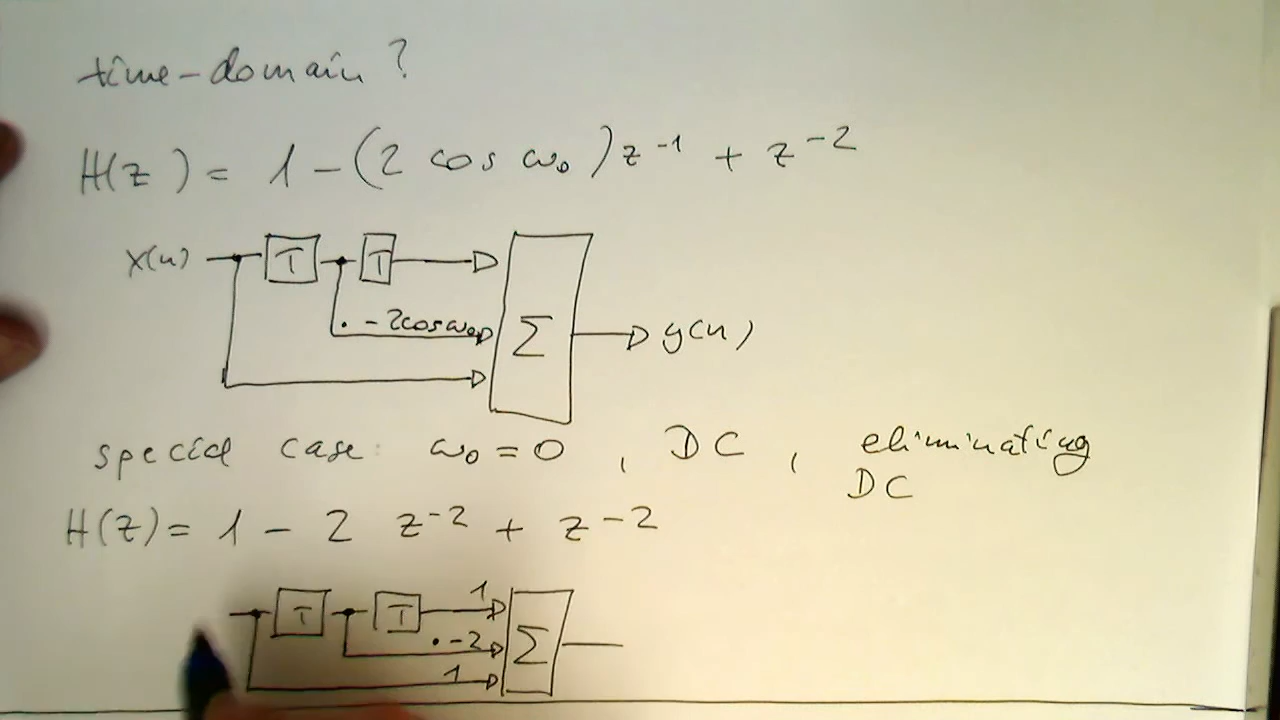 time-domain?
H(z) = 1 - (2 cos ω₀)z⁻¹ + z⁻²
x(n) T T
· - 2cosω₀ Σ y(n)
special case: ω₀ = 0 , DC , eliminating
DC
H(z) = 1 - 2 z⁻² + z⁻²
T T 1
· -2 Σ
1